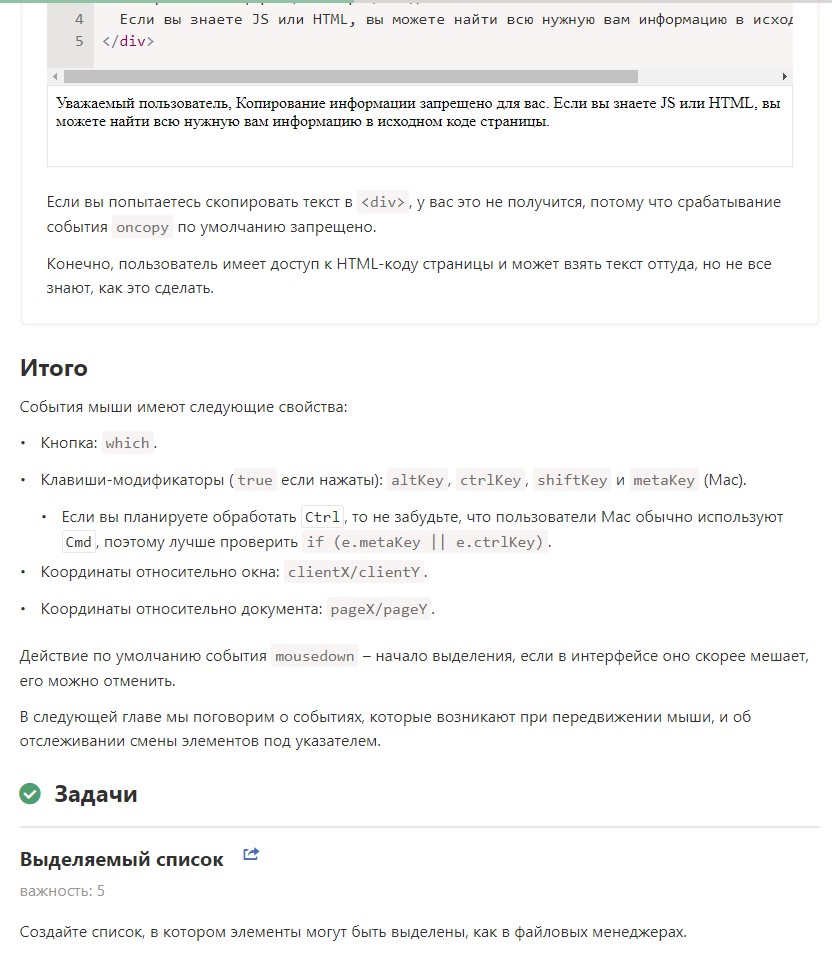 4 Если вы знаете JS или HTML, вы можете найти всю нужную вам информацию в исход
5 </div>
Уважаемый пользователь, Копирование информации запрещено для вас. Если вы знаете JS или HTML, вы
можете найти всю нужную вам информацию в исходном коде страницы.
Если вы попытаетесь скопировать текст в <div>, у вас это не получится, потому что срабатывание
события oncopy по умолчанию запрещено.
Конечно, пользователь имеет доступ к HTML-коду страницы и может взять текст оттуда, но не все
знают, как это сделать.
Итого
События мыши имеют следующие свойства:
• Кнопка: which.
• Клавиши-модификаторы (true если нажаты): altKey, ctrlKey, shiftKey и metaKey (Mac).
• Если вы планируете обработать Ctrl, то не забудьте, что пользователи Mac обычно используют
Cmd, поэтому лучше проверить if (e.metaKey || e.ctrlKey).
• Координаты относительно окна: clientX/clientY.
• Координаты относительно документа: pageX/pageY.
Действие по умолчанию события mousedown – начало выделения, если в интерфейсе оно скорее мешает,
его можно отменить.
В следующей главе мы поговорим о событиях, которые возникают при передвижении мыши, и об
отслеживании смены элементов под указателем.
Задачи
Выделяемый список
важность: 5
Создайте список, в котором элементы могут быть выделены, как в файловых менеджерах.